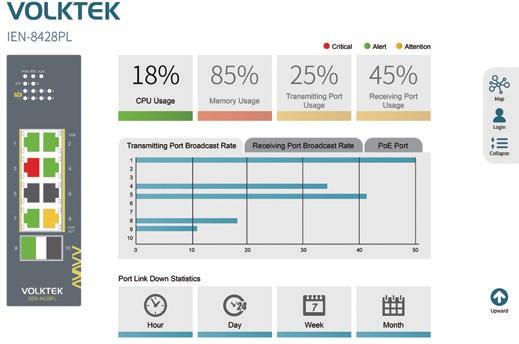 VOLKTEK
IEN-8428PL
Critical Alert Attention
18% 85% 25% 45%
CPU Usage Memory Usage Transmitting Port Usage Receiving Port Usage
Map
Login
Collapse
Transmitting Port Broadcast Rate Receiving Port Broadcast Rate PoE Port
1
2
3
4
5
6
7
8
9
10
0 10 20 30 40 50
1 2
3 4
5 6
7 8
9 10
VOLKTEK
IEN-8428PL
Port Link Down Statistics
24 7
Hour Day Week Month
Upward